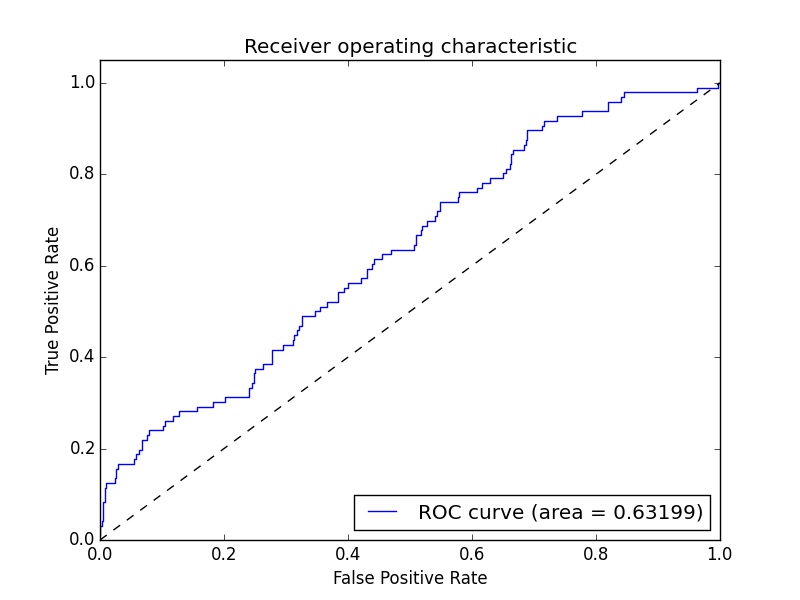 Receiver operating characteristic
True Positive Rate
1.0
0.8
0.6
0.4
0.2
0.0
ROC curve (area = 0.63199)
0.0 0.2 0.4 0.6 0.8 1.0
False Positive Rate